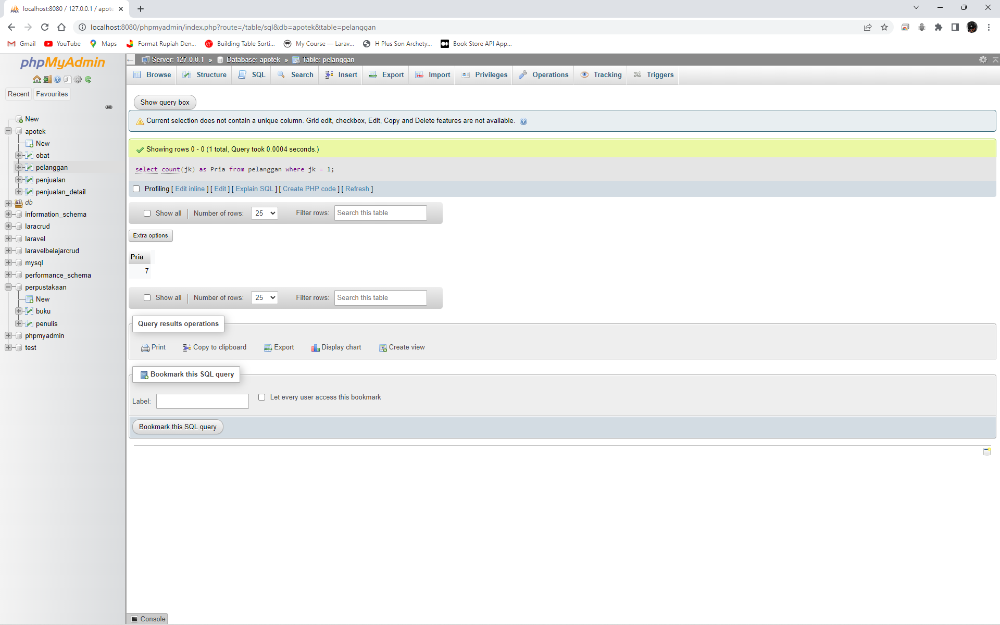 localhost:8080 / 127.0.0.1 / apote
localhost:8080/phpmyadmin/index.php?route=/table/sql&db=apotek&table=pelanggan
Gmail YouTube Maps Format Rupiah Den... Building Table Sorti... My Course — Larav... H Plus Son Archety... Book Store API App...
phpMyAdmin
Recent Favourites
New
apotek
New
obat
pelanggan
penjualan
penjualan_detail
db
information_schema
laracrud
laravel
laravelbelajarcrud
mysql
performance_schema
perpustakaan
New
buku
penulis
phpmyadmin
test
Server: 127.0.0.1 » Database: apotek » Table: pelanggan
Browse Structure SQL Search Insert Export Import Privileges Operations Tracking Triggers
Show query box
Current selection does not contain a unique column. Grid edit, checkbox, Edit, Copy and Delete features are not available.
Showing rows 0 - 0 (1 total, Query took 0.0004 seconds.)
select count(jk) as Pria from pelanggan where jk = 1;
Profiling [ Edit inline ] [ Edit ] [ Explain SQL ] [ Create PHP code ] [ Refresh ]
Show all | Number of rows: 25 Filter rows: Search this table
Extra options
Pria
7
Show all | Number of rows: 25 Filter rows: Search this table
Query results operations
Print Copy to clipboard Export Display chart Create view
Bookmark this SQL query
Label: Let every user access this bookmark
Bookmark this SQL query
Console